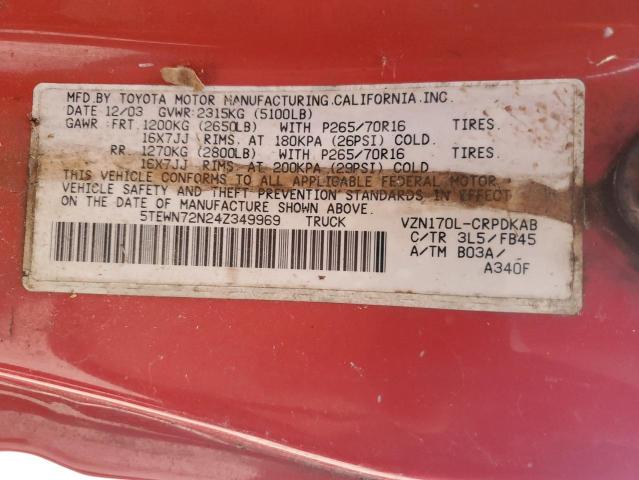 MFD.BY TOYOTA MOTOR MANUFACTURING,CALIFORNIA,INC.
DATE 12/03 GVWR:2315KG (5100LB)
GAWR: FRT. 1200KG (2650LB) WITH P265/70R16 TIRES.
16X7JJ RIMS. AT 180KPA (26PSI) COLD.
RR. 1270KG (2800LB) WITH P265/70R16 TIRES.
16X7JJ RIMS. AT 200KPA (29PSI) COLD
THIS VEHICLE CONFORMS TO ALL APPLICABLE FEDERAL MOTOR
VEHICLE SAFETY AND THEFT PREVENTION STANDARDS IN EFFECT
ON THE DATE OF MANUFACTURE SHOWN ABOVE.
5TEWN72N24Z349969 TRUCK VZN170L-CRPDKAB
C/TR 3L5/FB45
A/TM B03A/
A340F